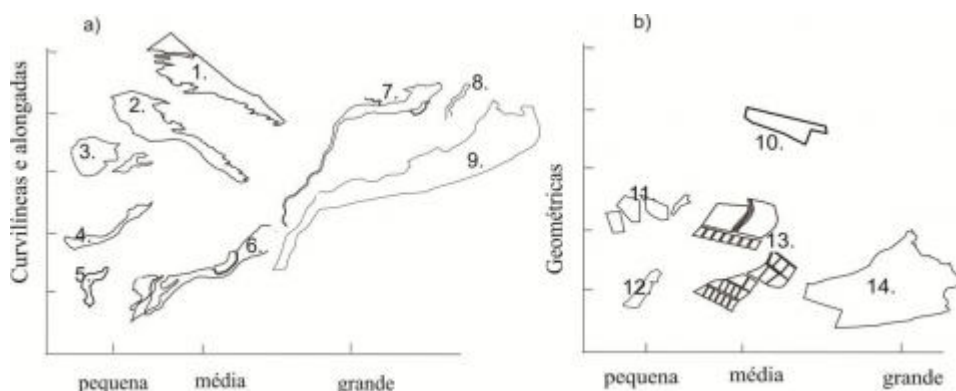 a)
Curvilíneas e alongadas
1.
2.
3.
4.
5.
6.
7.
8.
9.
pequena média grande
b)
Geométricas
10.
11.
12.
13.
14.
pequena média grande